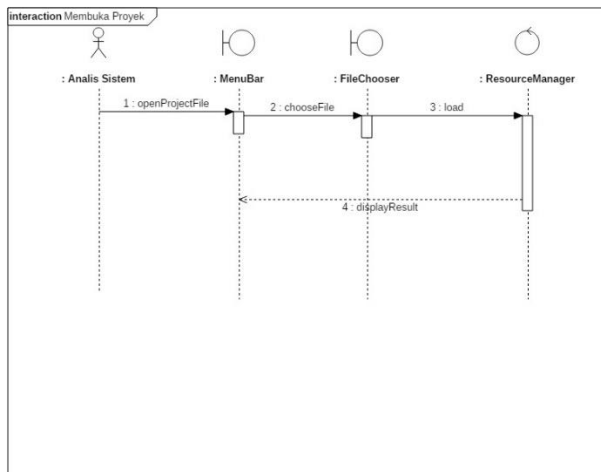 interaction Membuka Proyek
: Analis Sistem
: MenuBar
: FileChooser
: ResourceManager
1 : openProjectFile
2 : chooseFile
3 : load
4 : displayResult